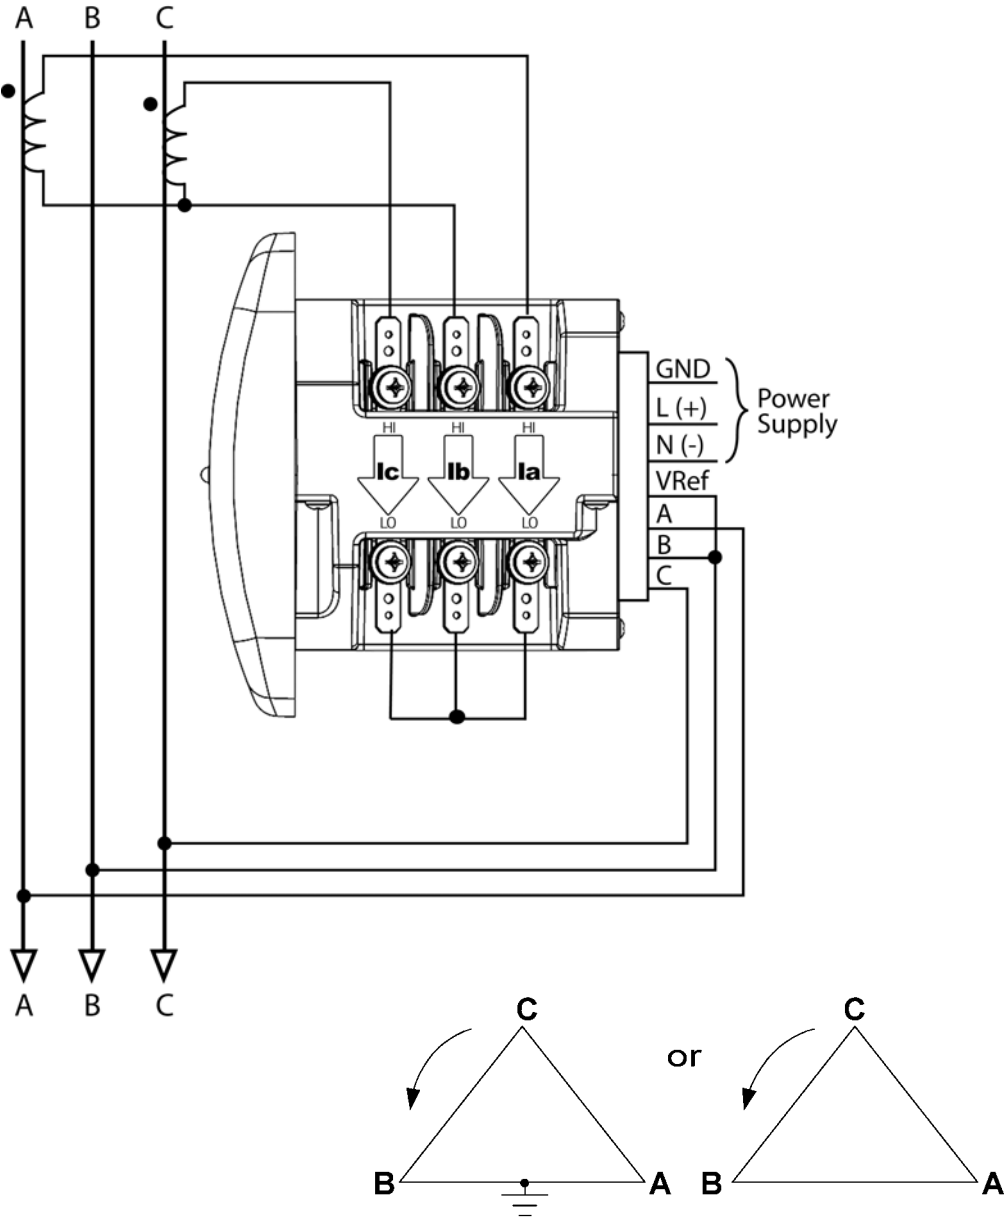 A B C
HI HI HI
Ic Ib Ia
LO LO LO
GND
L (+)
N (-)
Power
Supply
VRef
A
B
C
A B C
C
B A
or
C
B A